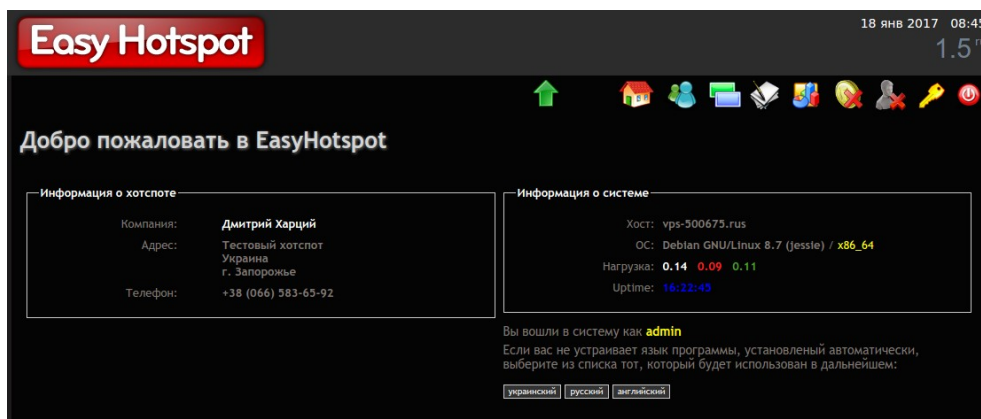 Easy Hotspot
18 янв 2017 08:45
1.5
Добро пожаловать в EasyHotspot
Информация о хотспоте
Компания: Дмитрий Харций
Адрес: Тестовый хотспот
Украина
г. Запорожье
Телефон: +38 (066) 583-65-92
Информация о системе
Хост: vps-500675.rus
ОС: Debian GNU/Linux 8.7 (jessie) / x86_64
Нагрузка: 0.14 0.09 0.11
Uptime: 16:22:45
Вы вошли в систему как admin
Если вас не устраивает язык программы, установленый автоматически,
выберите из списка тот, который будет использован в дальнейшем:
украинский русский английский